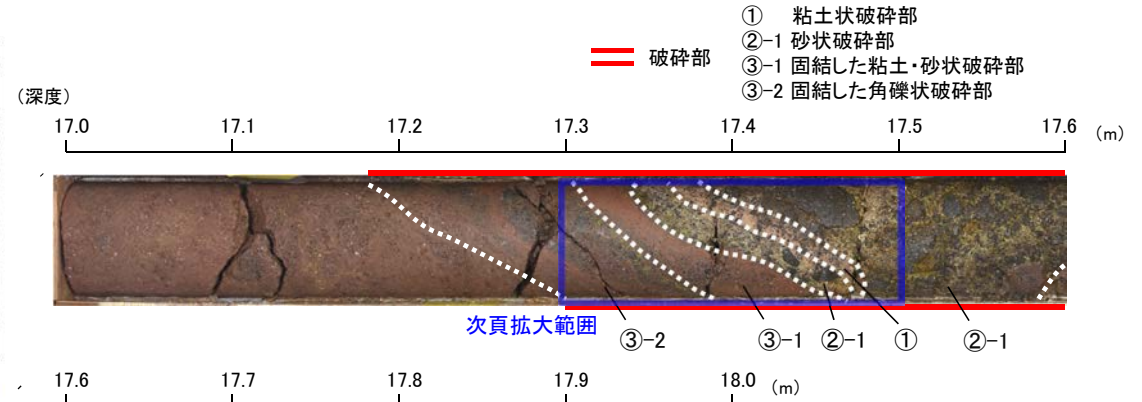 ① 粘土状破砕部
②-1 砂状破砕部
破砕部
③-1 固結した粘土・砂状破砕部
③-2 固結した角礫状破砕部
（深度）
17.0 17.1 17.2 17.3 17.4 17.5 17.6 （m）
次頁拡大範囲
③-2 ③-1 ②-1 ① ②-1
17.6 17.7 17.8 17.9 18.0 （m）